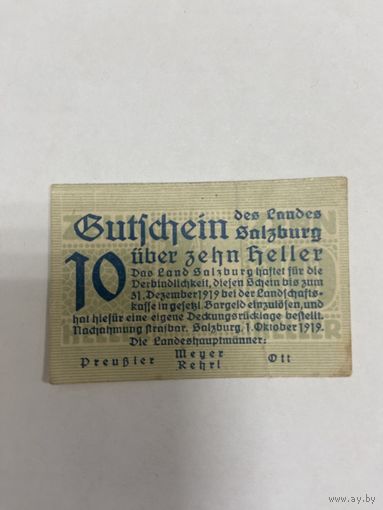 Gutschein des Landes Salzburg
10 über zehn Heller
Das Land Salzburg haftet für die
Verbindlichkeit, diesen Schein bis zum
31. Dezember 1919 bei der Landschafts-
kasse in gesetzl. Bargeld einzulösen, und
hat hiefür eine eigene Deckungsrücklage bestellt.
Nachahmung strafbar. Salzburg, 1. Oktober 1919.
Die Landeshauptmänner:
Preußler Meyer Ott
Rehrl
HELLER
shop.ay.by